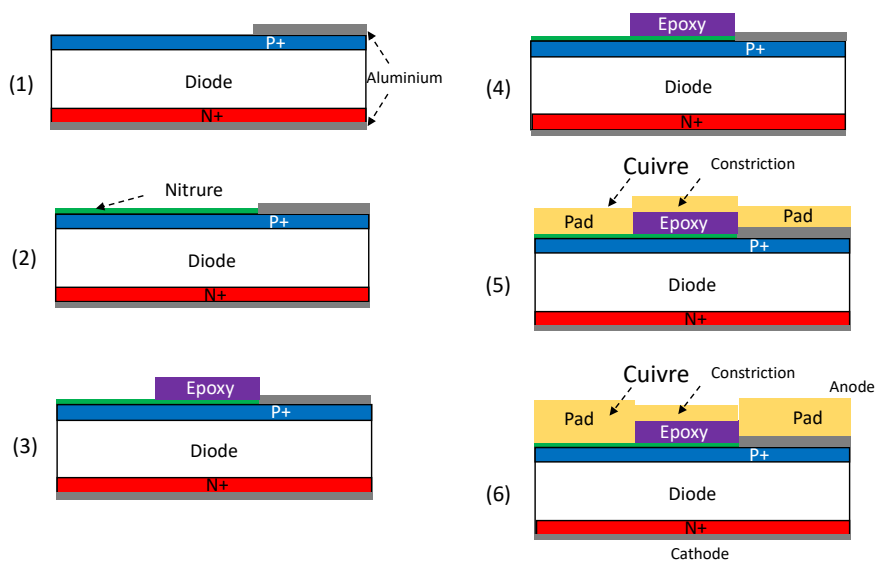 P+
(1)
Diode
Aluminium
N+
Nitrure
P+
(2)
Diode
N+
Epoxy
P+
(3)
Diode
N+
Epoxy
P+
(4)
Diode
N+
Cuivre
Constriction
Pad
Epoxy
Pad
P+
(5)
Diode
N+
Cuivre
Constriction
Anode
Pad
Epoxy
Pad
P+
(6)
Diode
N+
Cathode